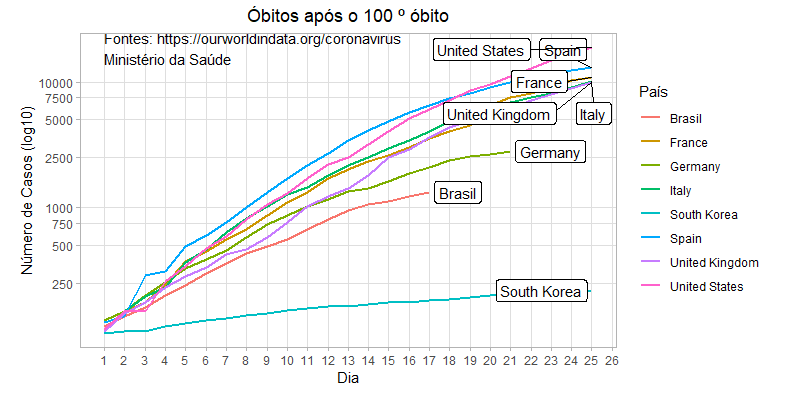 Óbitos após o 100 º óbito
Fontes: https://ourworldindata.org/coronavirus
Ministério da Saúde
Número de Casos (log10)
10000
7500
5000
2500
1000
750
500
250
United States
Spain
France
United Kingdom
Italy
Germany
Brasil
South Korea
1 2 3 4 5 6 7 8 9 10 11 12 13 14 15 16 17 18 19 20 21 22 23 24 25 26
Dia
País
Brasil
France
Germany
Italy
South Korea
Spain
United Kingdom
United States